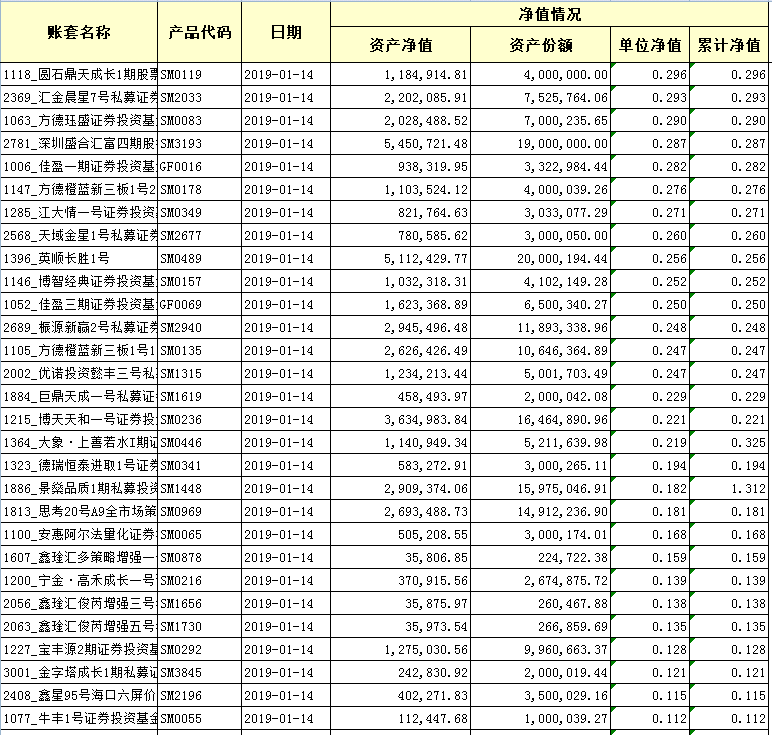 账套名称 产品代码 日期 净值情况
资产净值 资产份额 单位净值 累计净值
1118_圆石鼎天成长1期股票 SM0119 2019-01-14 1,184,914.81 4,000,000.00 0.296 0.296
2369_汇金晨星7号私募证券 SM2033 2019-01-14 2,202,085.91 7,525,764.06 0.293 0.293
1063_方德珏盛证券投资基 SM0083 2019-01-14 2,028,488.52 7,000,235.65 0.290 0.290
2781_深圳盛合汇富四期股 SM3193 2019-01-14 5,450,721.48 19,000,000.00 0.287 0.287
1006_佳盈一期证券投资基 GF0016 2019-01-14 938,319.95 3,322,984.44 0.282 0.282
1147_方德橙蓝新三板1号2 SM0178 2019-01-14 1,103,524.12 4,000,039.26 0.276 0.276
1285_江大情一号证券投资 SM0349 2019-01-14 821,764.63 3,033,077.29 0.271 0.271
2568_天域金星1号私募证券 SM2677 2019-01-14 780,585.62 3,000,050.00 0.260 0.260
1396_英顺长胜1号 SM0489 2019-01-14 5,112,429.77 20,000,194.44 0.256 0.256
1146_博智经典证券投资基 SM0157 2019-01-14 1,032,318.31 4,102,149.28 0.252 0.252
1052_佳盈三期证券投资基 GF0069 2019-01-14 1,623,368.89 6,500,340.27 0.250 0.250
2689_振源新赢2号私募证券 SM2940 2019-01-14 2,945,496.48 11,893,338.96 0.248 0.248
1105_方德橙蓝新三板1号1 SM0135 2019-01-14 2,626,426.49 10,646,364.89 0.247 0.247
2002_优诺投资懿丰三号私 SM1315 2019-01-14 1,234,213.44 5,001,703.49 0.247 0.247
1884_巨鼎天成一号私募证 SM1619 2019-01-14 458,493.97 2,000,042.08 0.229 0.229
1215_博天天和一号证券投 SM0236 2019-01-14 3,634,983.84 16,464,890.96 0.221 0.221
1364_大象·上善若水I期证 SM0446 2019-01-14 1,140,949.34 5,211,639.98 0.219 0.325
1323_德瑞恒泰进取1号证券 SM0341 2019-01-14 583,272.91 3,000,265.11 0.194 0.194
1886_景燊品质1期私募投资 SM1448 2019-01-14 2,909,374.06 15,975,046.91 0.182 1.312
1813_思考20号A9全市场策 SM0969 2019-01-14 2,693,488.73 14,912,236.90 0.181 0.181
1100_安惠阿尔法量化证券 SM0065 2019-01-14 505,208.55 3,000,174.01 0.168 0.168
1607_鑫琻汇多策略增强一 SM0878 2019-01-14 35,806.85 224,722.38 0.159 0.159
1200_宁金·高禾成长一号 SM0216 2019-01-14 370,915.56 2,674,875.72 0.139 0.139
2056_鑫琻汇俊芮增强三号 SM1656 2019-01-14 35,875.97 260,467.88 0.138 0.138
2063_鑫琻汇俊芮增强五号 SM1730 2019-01-14 35,973.54 266,859.69 0.135 0.135
1227_宝丰源2期证券投资基 SM0292 2019-01-14 1,275,030.56 9,960,663.37 0.128 0.128
3001_金字塔成长1期私募证 SM3845 2019-01-14 242,830.92 2,000,019.44 0.121 0.121
2408_鑫星95号海口六屏价 SM2196 2019-01-14 402,271.83 3,500,029.16 0.115 0.115
1077_牛丰1号证券投资基金 SM0055 2019-01-14 112,447.68 1,000,039.27 0.112 0.112